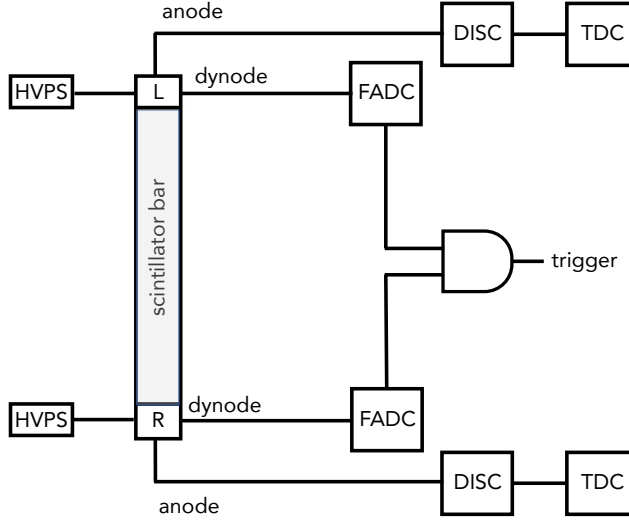 anode
DISC
TDC
dynode
HVPS
L
FADC
scintillator bar
trigger
dynode
HVPS
R
FADC
DISC
TDC
anode